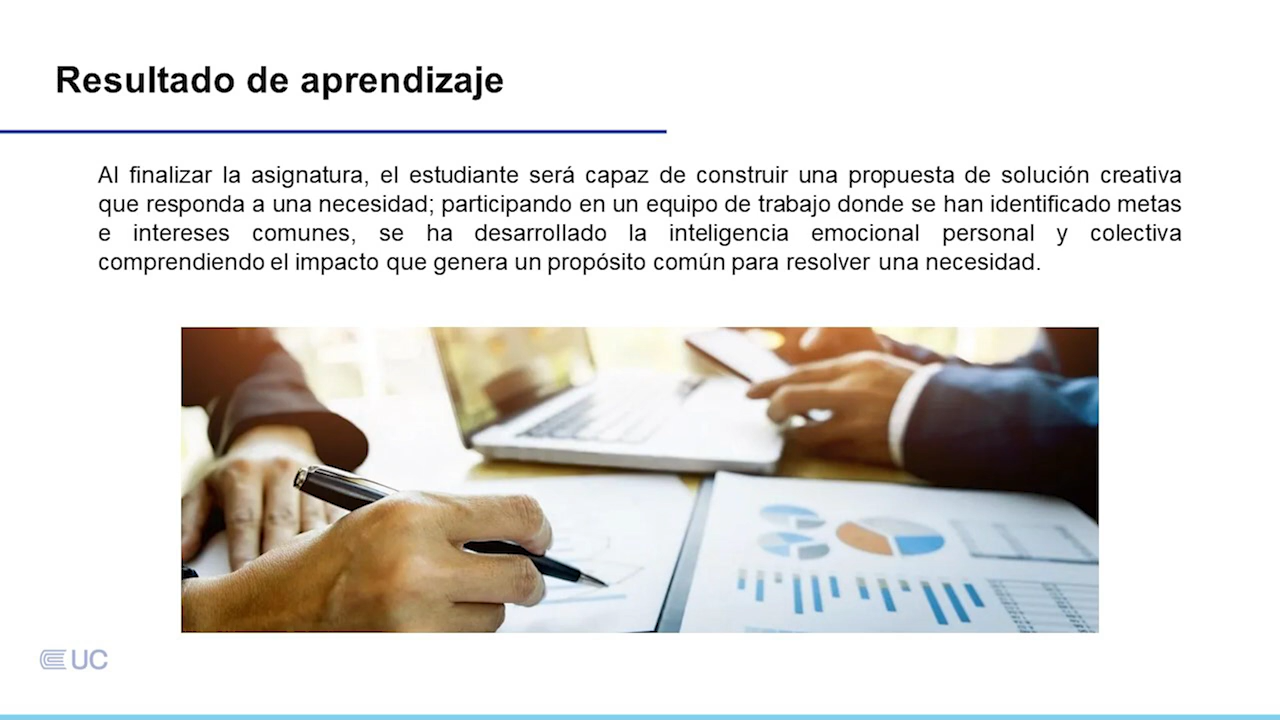 Resultado de aprendizaje
Al finalizar la asignatura, el estudiante será capaz de construir una propuesta de solución creativa
que responda a una necesidad; participando en un equipo de trabajo donde se han identificado metas
e intereses comunes, se ha desarrollado la inteligencia emocional personal y colectiva
comprendiendo el impacto que genera un propósito común para resolver una necesidad.
UC